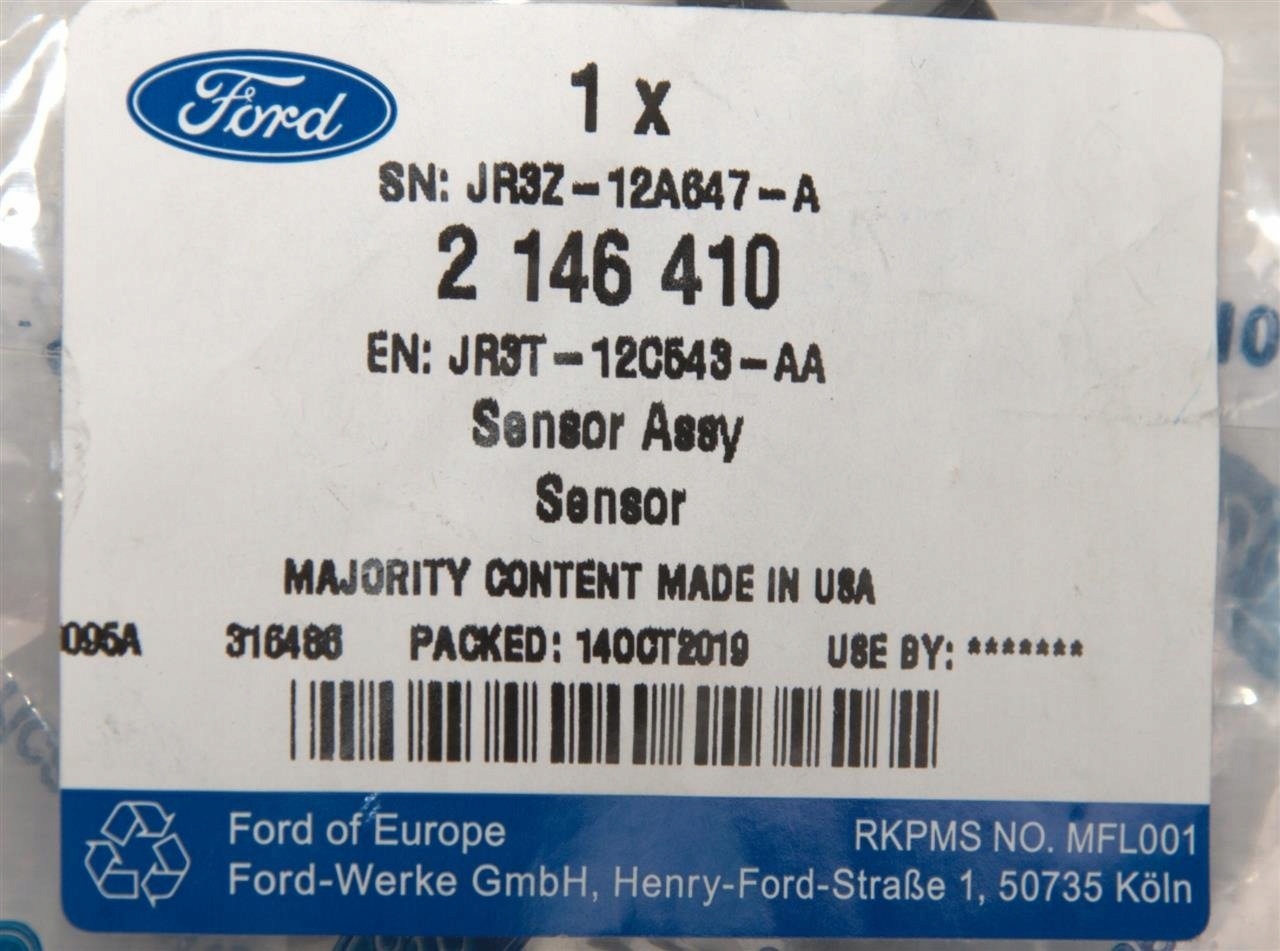 Ford
1 x
SN: JR3Z-12A647-A
2 146 410
EN: JR3T-12C543-AA
Sensor Assy
Sensor
MAJORITY CONTENT MADE IN USA
095A 316486 PACKED: 14OCT2019 USE BY: *******
Ford of Europe RKPMS NO. MFL001
Ford-Werke GmbH, Henry-Ford-Straße 1, 50735 Köln